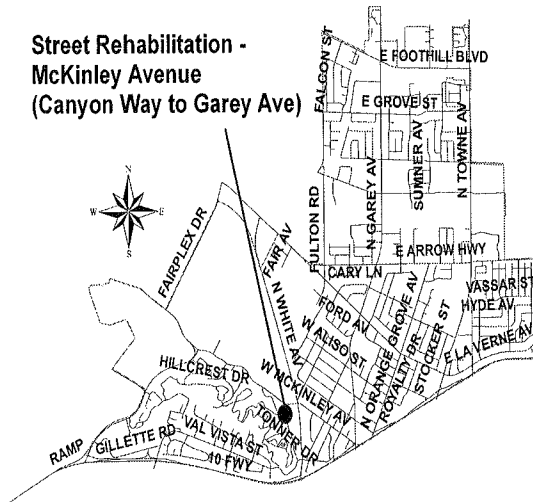 Street Rehabilitation -
McKinley Avenue
(Canyon Way to Garey Ave)
FALCON ST
E FOOTHILL BLVD
E GROVE ST
N GAREY AV
SUMNER AV
N TOWNE AV
N
W E
S
FAIRPLEX DR
FAIR AV
FULTON RD
E ARROW HWY
CARY LN
VASSAR ST
HYDE AV
N WHITE AV
FORD AV
W ALISO ST
N ORANGE GROVE AV
ROYALTY DR
STOCKER ST
E LA VERNE AV
HILLCREST DR
W MCKINLEY AV
TONNER DR
VAL VISTA ST
GILLETTE RD
RAMP
10 FWY